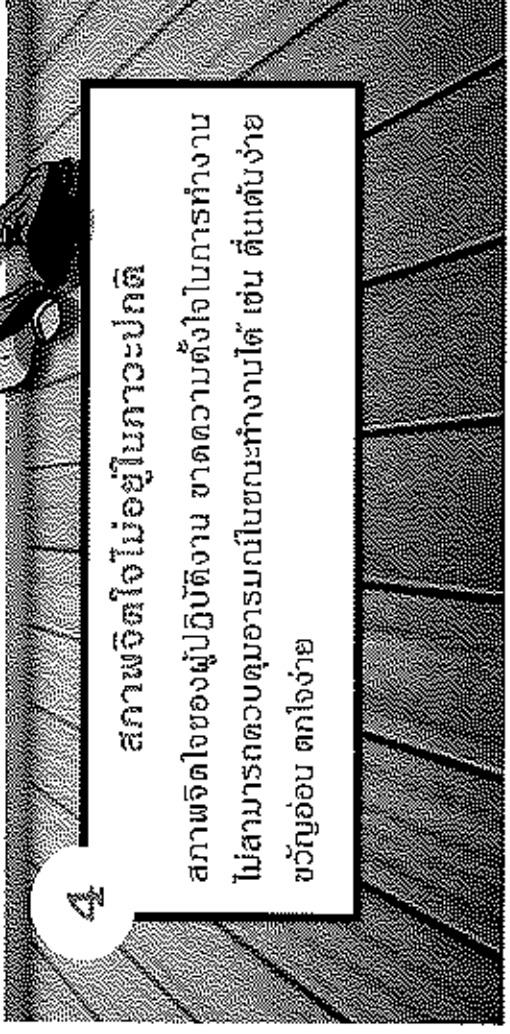 4
สภาพจิตใจไม่อยู่ในภาวะปกติ
สภาพจิตใจของผู้ปฏิบัติงาน ขาดความตั้งใจในการทำงาน
ไม่สามารถควบคุมอารมณ์ในขณะทำงานได้ เช่น ตื่นเต้นง่าย
ขวัญอ่อน ตกใจง่าย